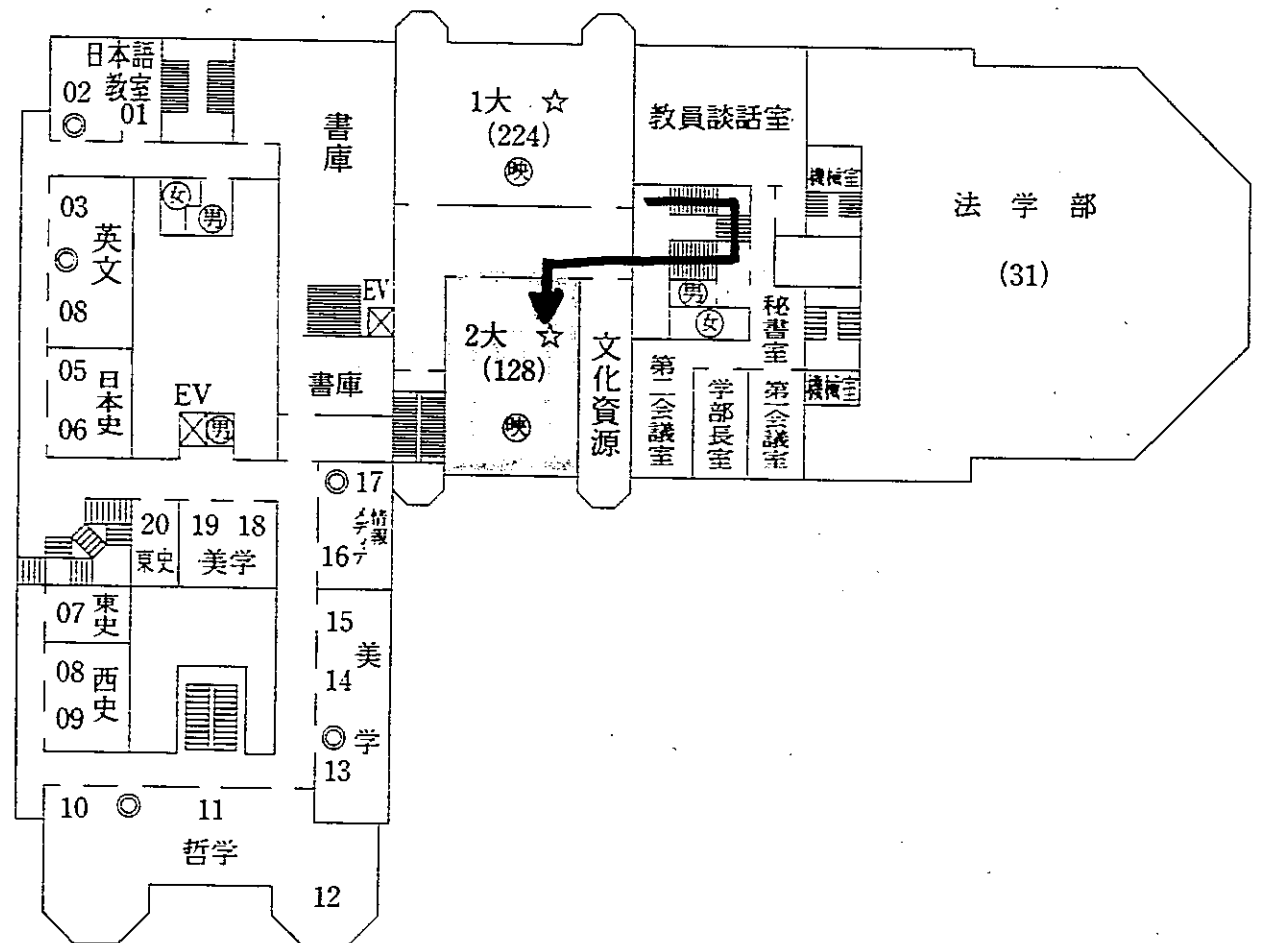 日本語
教室
02
01
書庫
1大 ☆
(224)
映
教員談話室
機械室
法学部
(31)
女
男
03
英文
08
EV
2大 ☆
(128)
映
文化資源
男
女
秘書室
第二会議室
学部長室
第一会議室
機械室
05
日本史
06
EV
男
書庫
17
情報
メディア
16
20
東史
19 18
美学
07
東史
08
西史
09
15
美
14
学
13
10
11
哲学
12